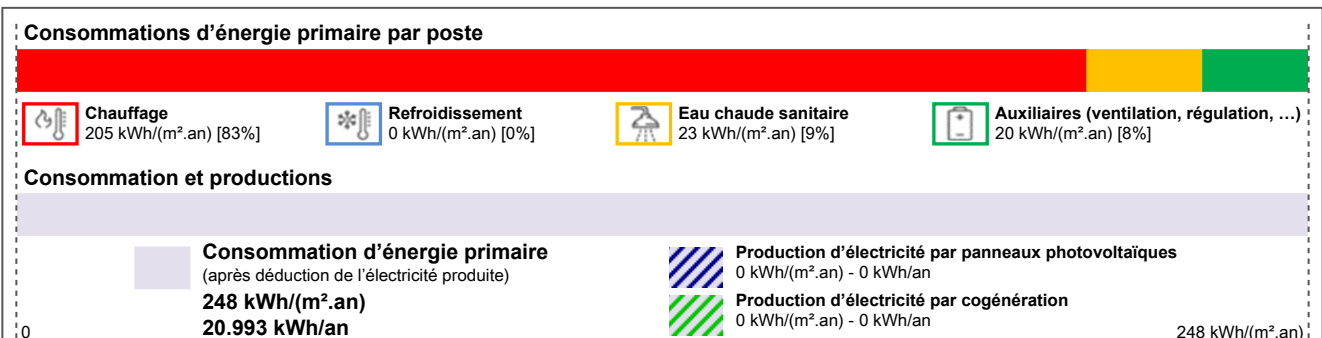 Consommations d'énergie primaire par poste
Chauffage
205 kWh/(m².an) [83%]
Refroidissement
0 kWh/(m².an) [0%]
Eau chaude sanitaire
23 kWh/(m².an) [9%]
Auxiliaires (ventilation, régulation, …)
20 kWh/(m².an) [8%]
Consommation et productions
Consommation d'énergie primaire
(après déduction de l'électricité produite)
248 kWh/(m².an)
20.993 kWh/an
Production d'électricité par panneaux photovoltaïques
0 kWh/(m².an) - 0 kWh/an
Production d'électricité par cogénération
0 kWh/(m².an) - 0 kWh/an
0
248 kWh/(m².an)